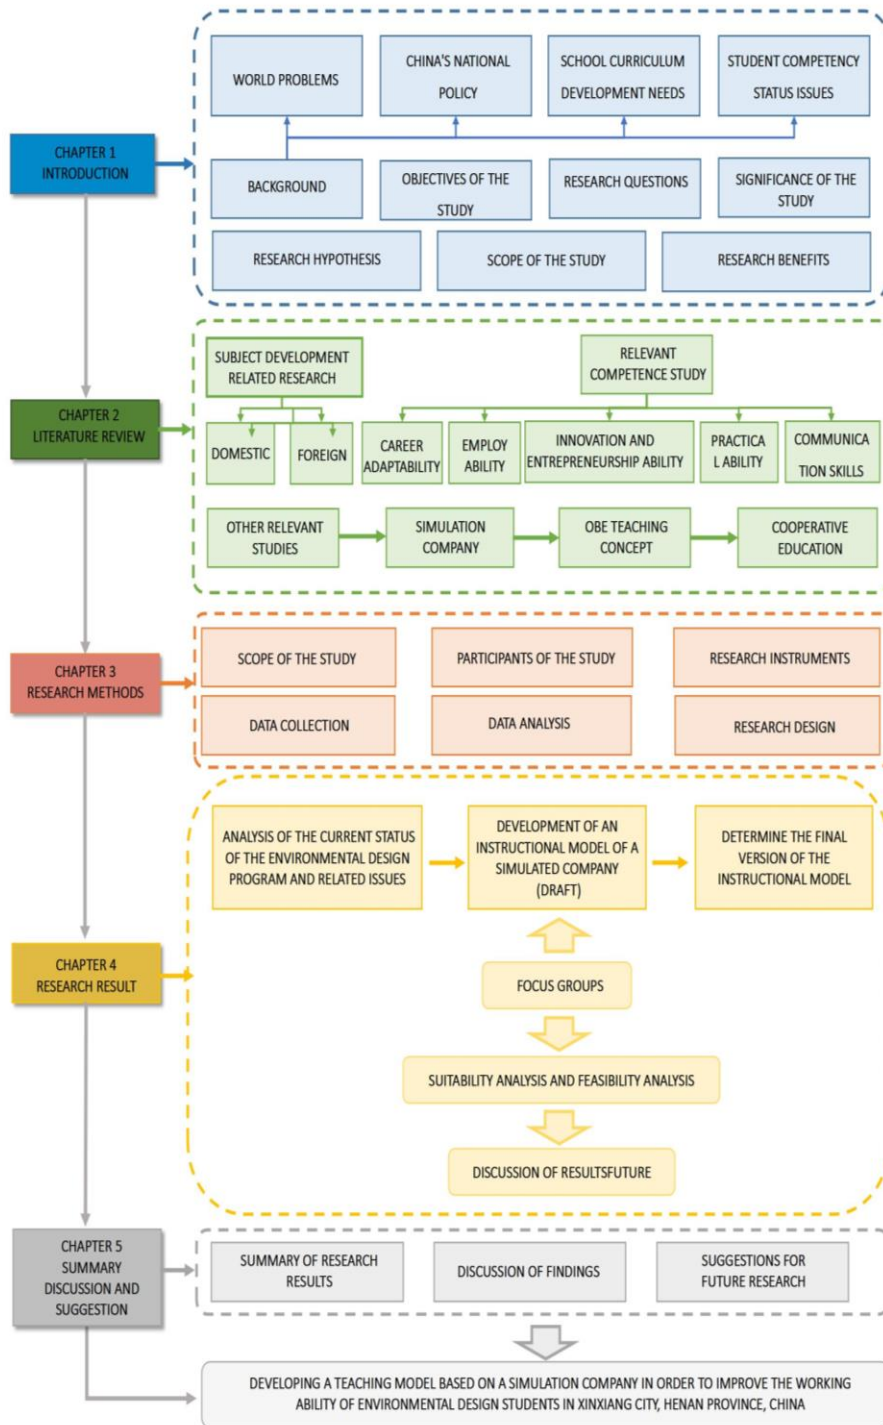 WORLD PROBLEMS
CHINA'S NATIONAL
POLICY
SCHOOL CURRICULUM
DEVELOPMENT NEEDS
STUDENT COMPETENCY
STATUS ISSUES
CHAPTER 1
INTRODUCTION
BACKGROUND
OBJECTIVES OF THE
STUDY
RESEARCH QUESTIONS
SIGNIFICANCE OF THE
STUDY
RESEARCH HYPOTHESIS
SCOPE OF THE STUDY
RESEARCH BENEFITS
CHAPTER 2
LITERATURE REVIEW
SUBJECT DEVELOPMENT
RELATED RESEARCH
RELEVANT
COMPETENCE STUDY
DOMESTIC
FOREIGN
CAREER
ADAPTABILITY
EMPLOY
ABILITY
INNOVATION AND
ENTREPRENEURSHIP ABILITY
PRACTICA
L ABILITY
COMMUNICA
TION SKILLS
OTHER RELEVANT
STUDIES
SIMULATION
COMPANY
OBE TEACHING
CONCEPT
COOPERATIVE
EDUCATION
CHAPTER 3
RESEARCH METHODS
SCOPE OF THE STUDY
PARTICIPANTS OF THE STUDY
RESEARCH INSTRUMENTS
DATA COLLECTION
DATA ANALYSIS
RESEARCH DESIGN
CHAPTER 4
RESEARCH RESULT
ANALYSIS OF THE CURRENT STATUS
OF THE ENVIRONMENTAL DESIGN
PROGRAM AND RELATED ISSUES
DEVELOPMENT OF AN
INSTRUCTIONAL MODEL OF A
SIMULATED COMPANY
(DRAFT)
DETERMINE THE FINAL
VERSION OF THE
INSTRUCTIONAL MODEL
FOCUS GROUPS
SUITABILITY ANALYSIS AND FEASIBILITY ANALYSIS
DISCUSSION OF RESULTSFUTURE
CHAPTER 5
SUMMARY
DISCUSSION AND
SUGGESTION
SUMMARY OF RESEARCH
RESULTS
DISCUSSION OF FINDINGS
SUGGESTIONS FOR
FUTURE RESEARCH
DEVELOPING A TEACHING MODEL BASED ON A SIMULATION COMPANY IN ORDER TO IMPROVE THE WORKING
ABILITY OF ENVIRONMENTAL DESIGN STUDENTS IN XINXIANG CITY, HENAN PROVINCE, CHINA